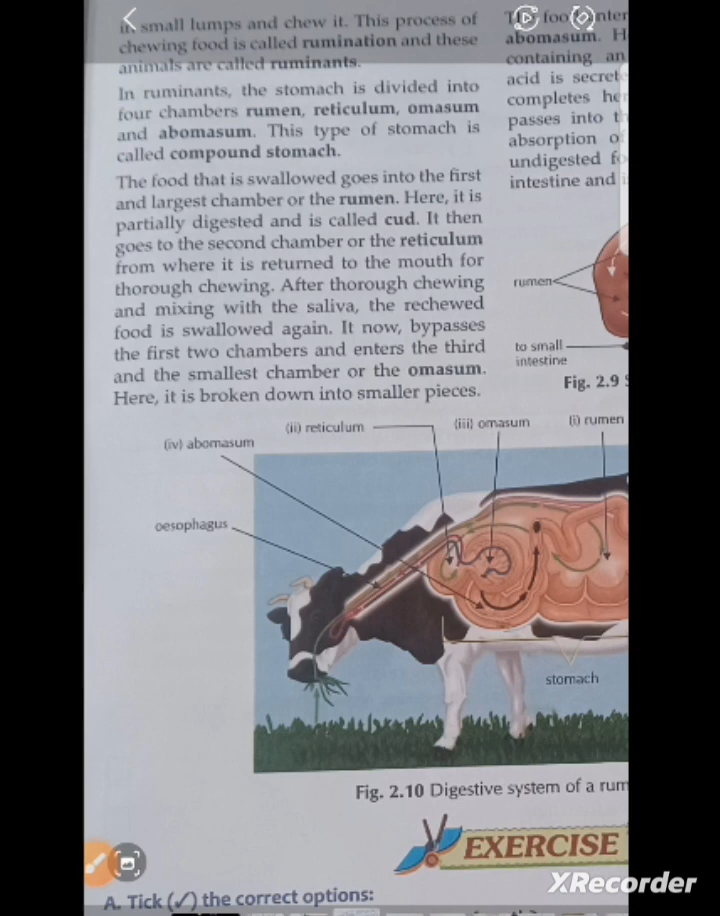 in small lumps and chew it. This process of
chewing food is called rumination and these
animals are called ruminants.
In ruminants, the stomach is divided into
four chambers rumen, reticulum, omasum
and abomasum. This type of stomach is
called compound stomach.
The food that is swallowed goes into the first
and largest chamber or the rumen. Here, it is
partially digested and is called cud. It then
goes to the second chamber or the reticulum
from where it is returned to the mouth for
thorough chewing. After thorough chewing
and mixing with the saliva, the rechewed
food is swallowed again. It now, bypasses
the first two chambers and enters the third
and the smallest chamber or the omasum.
Here, it is broken down into smaller pieces.
abomasum. H
containing an
acid is secret
completes her
passes into t
absorption o
undigested fo
intestine and
rumen
to small
intestine
Fig. 2.9
(ii) reticulum
(iii) omasum
(i) rumen
(iv) abomasum
oesophagus
stomach
Fig. 2.10 Digestive system of a rum
EXERCISE
XRecorder
A. Tick (✓) the correct options: